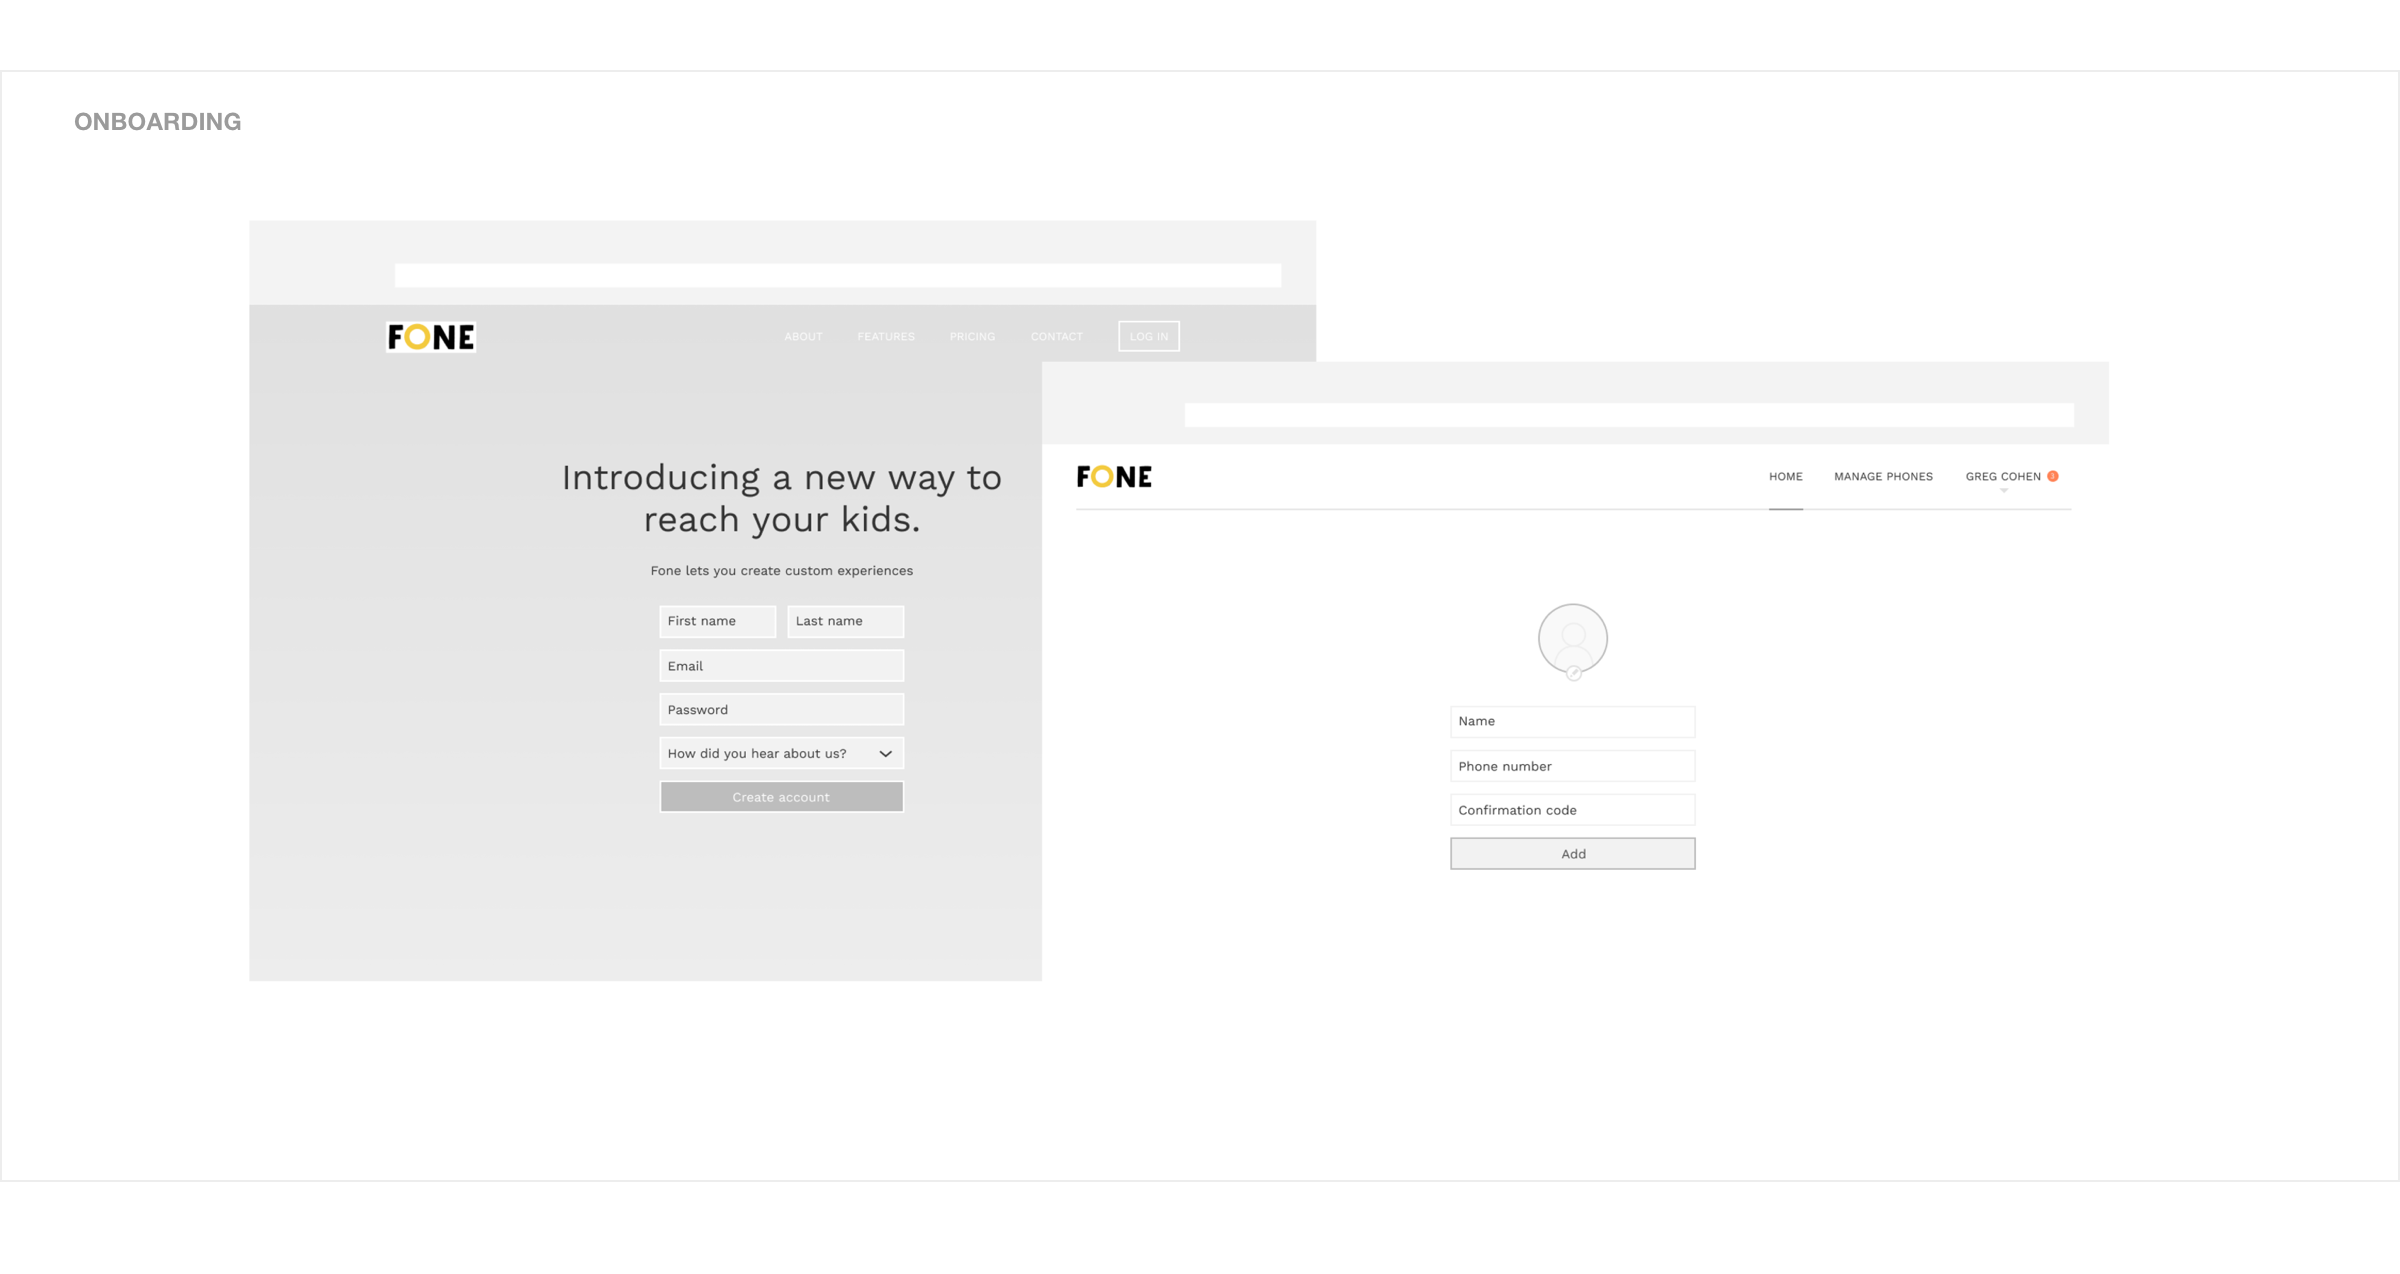 ONBOARDING
FONE
ABOUT FEATURES PRICING CONTACT LOG IN
Introducing a new way to
reach your kids.
Fone lets you create custom experiences
First name Last name
Email
Password
How did you hear about us?
Create account
FONE
HOME MANAGE PHONES GREG COHEN
Name
Phone number
Confirmation code
Add